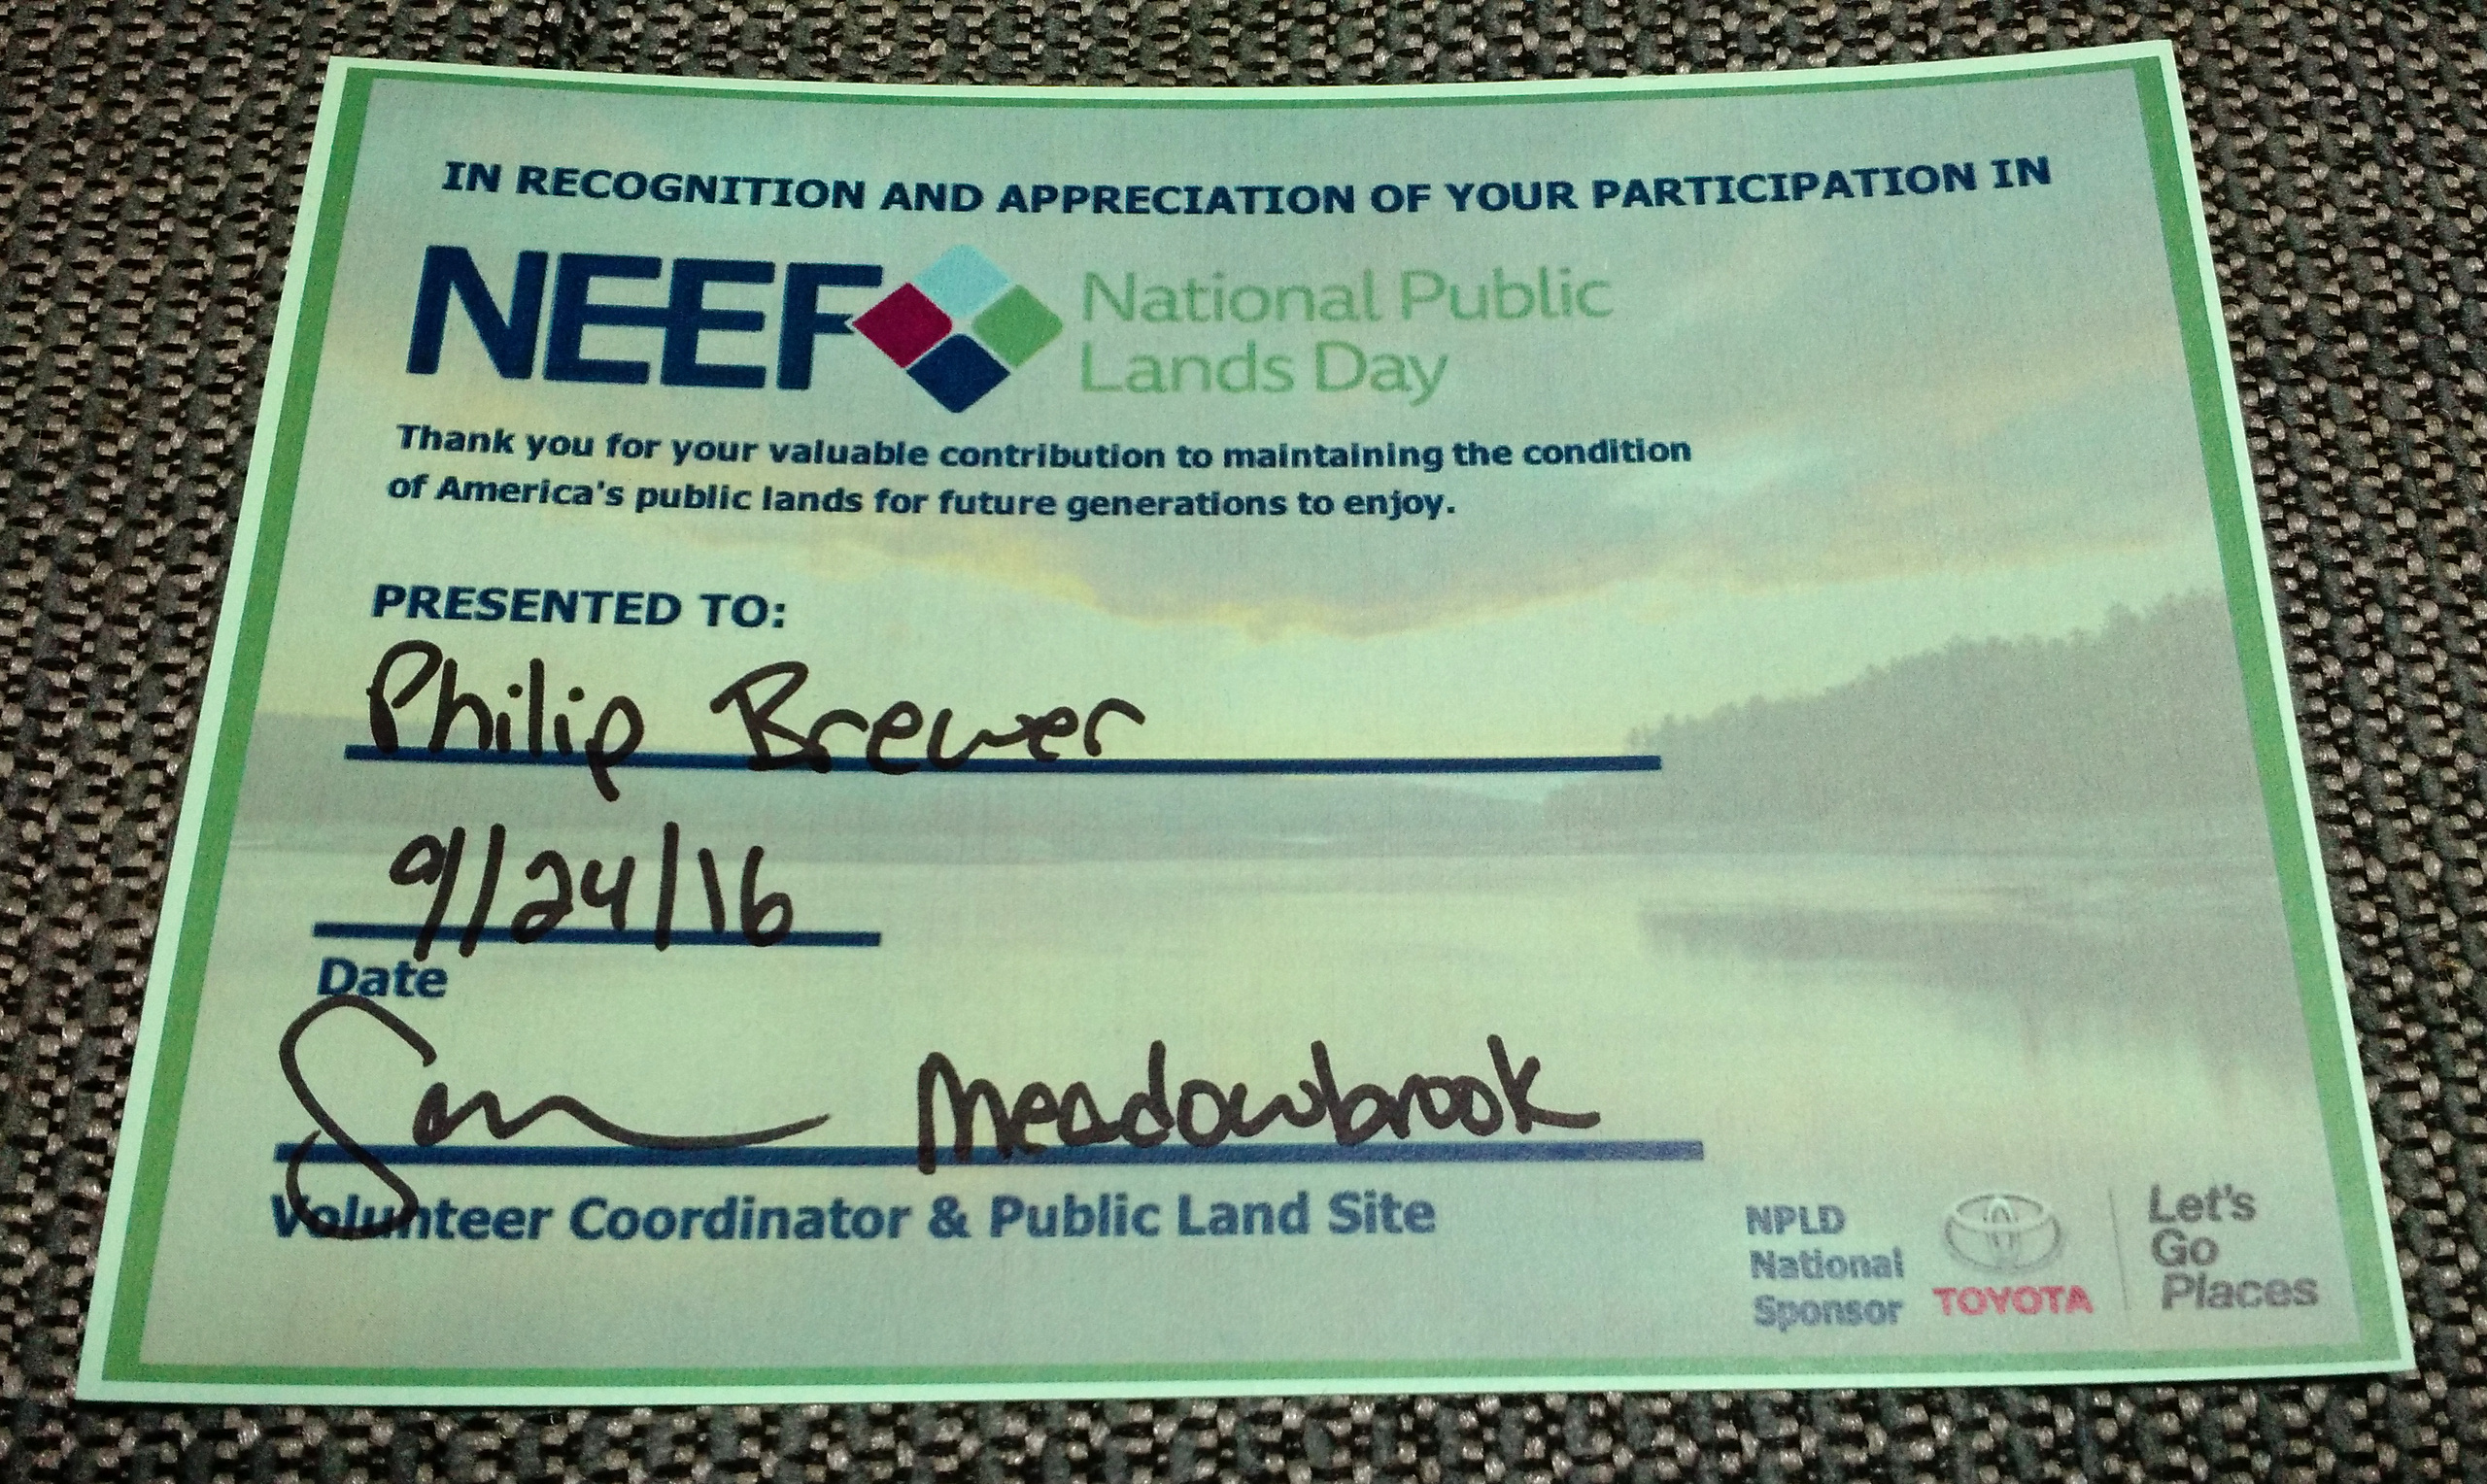 IN RECOGNITION AND APPRECIATION OF YOUR PARTICIPATION IN
NEEF National Public
Lands Day
Thank you for your valuable contribution to maintaining the condition
of America's public lands for future generations to enjoy.
PRESENTED TO:
Philip Brewer
9/24/16
Date
Meadowbrook
Volunteer Coordinator & Public Land Site
NPLD
National
Sponsor
TOYOTA
Let's
Go
Places